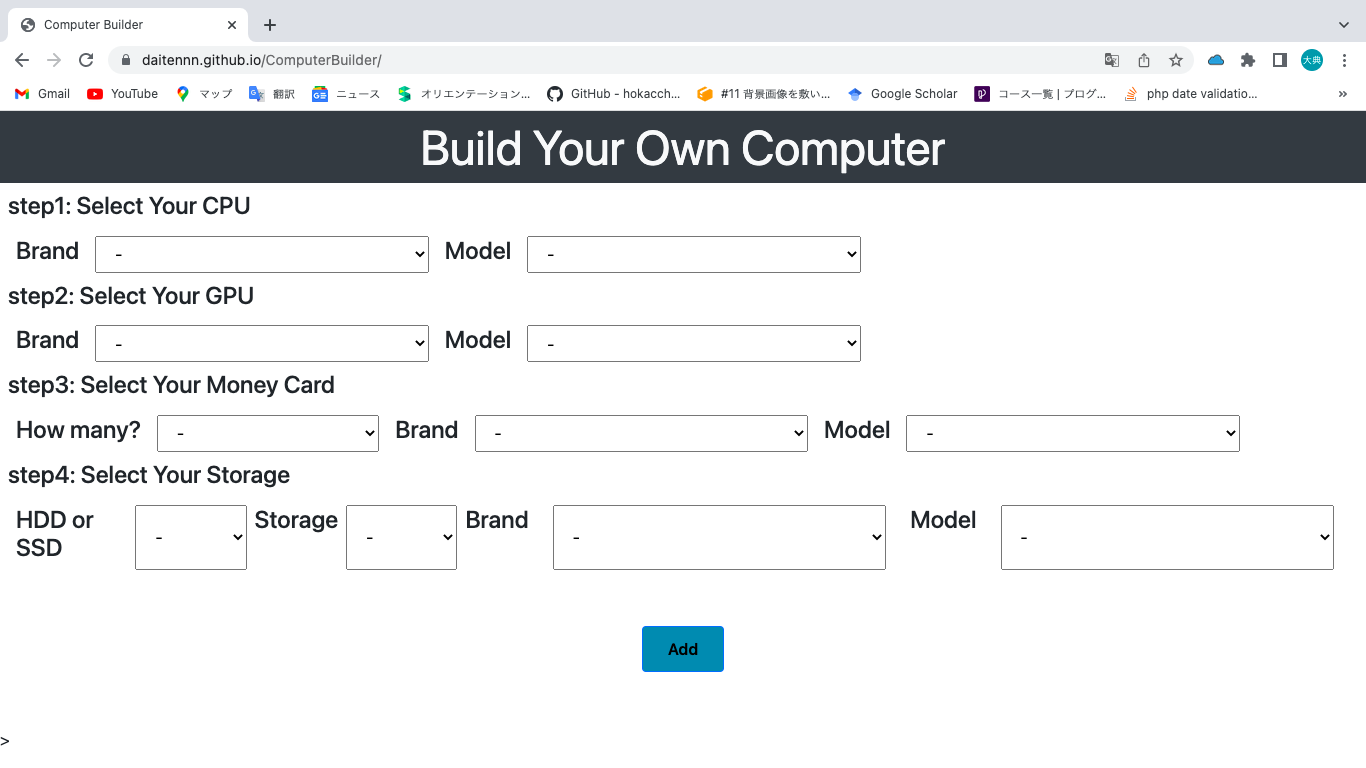 Computer Builder
daitennn.github.io/ComputerBuilder/
大典
Gmail YouTube マップ 翻訳 ニュース オリエンテーション... GitHub - hokacch... #11 背景画像を敷い... Google Scholar コース一覧 | プログ... php date validatio... »
Build Your Own Computer
step1: Select Your CPU
Brand - Model -
step2: Select Your GPU
Brand - Model -
step3: Select Your Money Card
How many? - Brand - Model -
step4: Select Your Storage
HDD or SSD - Storage - Brand - Model -
Add
>